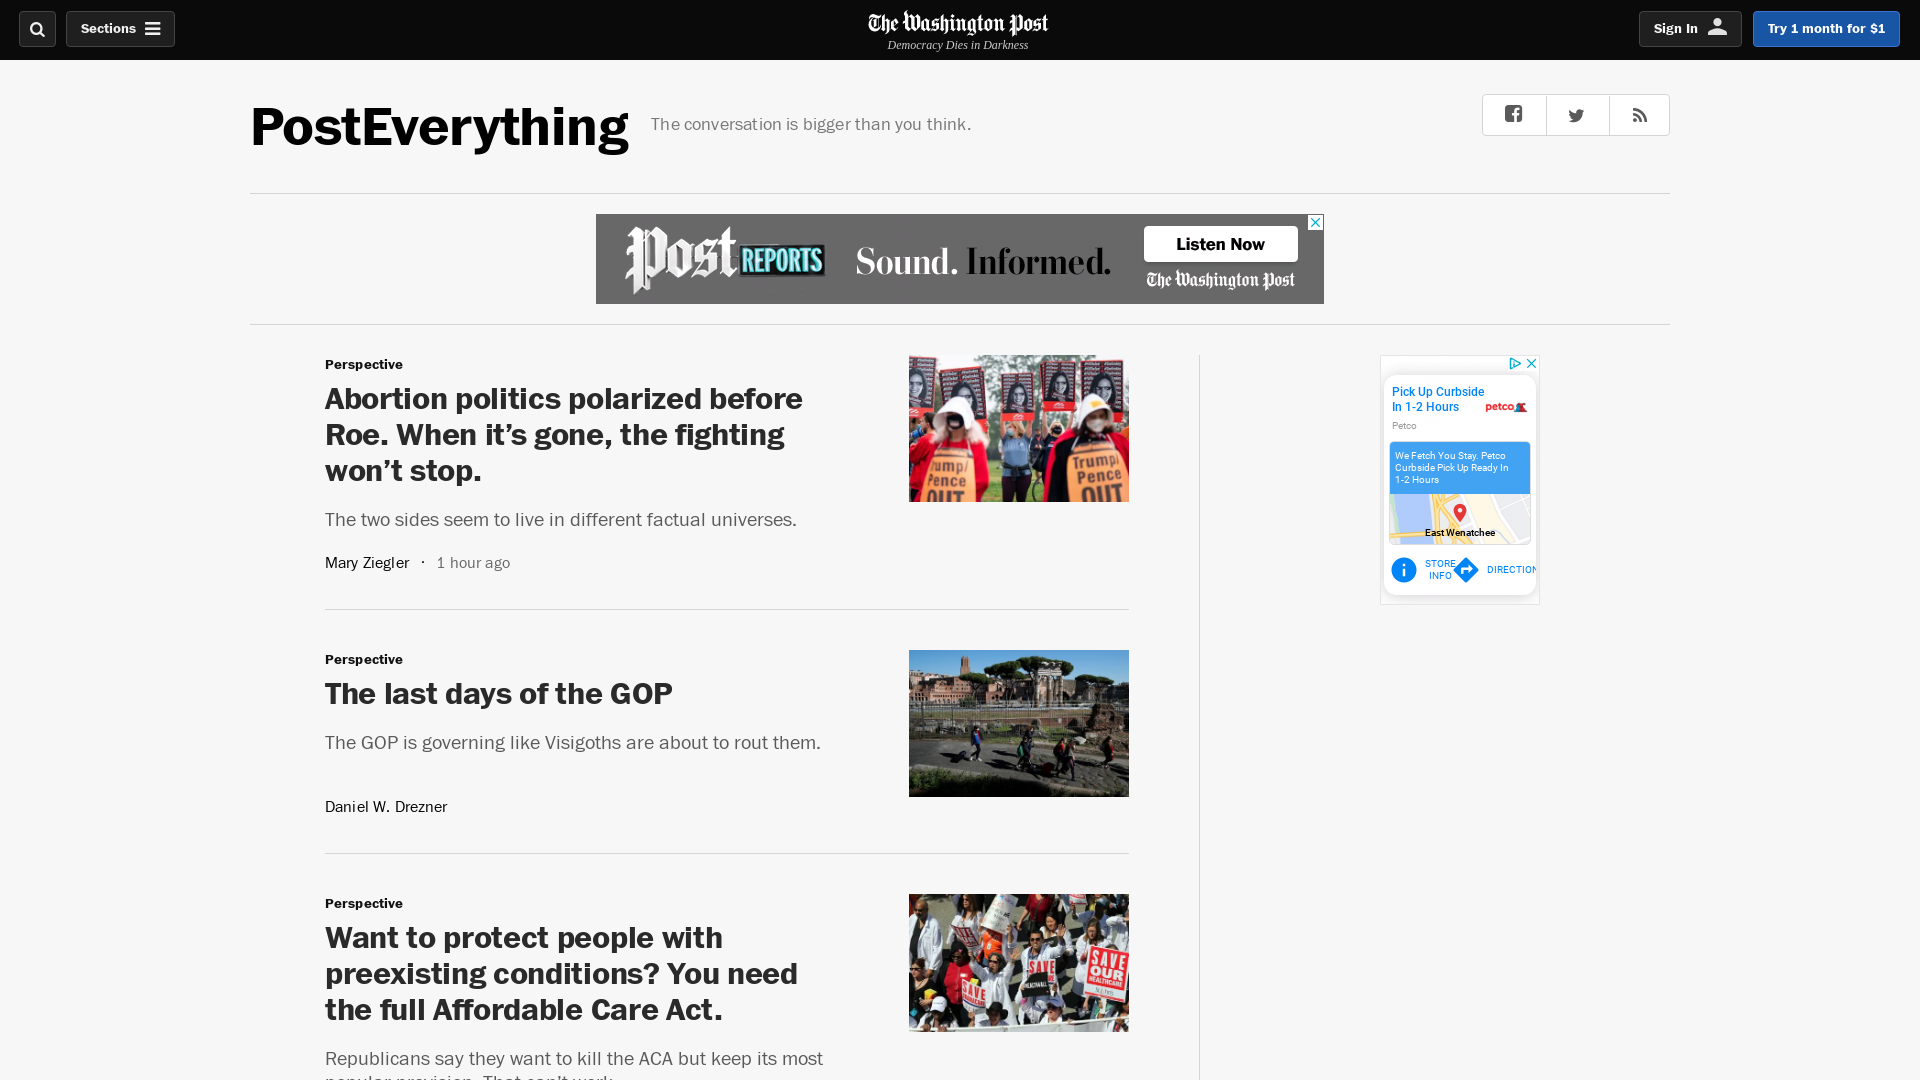 Sections
The Washington Post
Democracy Dies in Darkness
Sign In
Try 1 month for $1
PostEverything
The conversation is bigger than you think.
Post REPORTS
Sound. Informed.
Listen Now
The Washington Post
Perspective
Abortion politics polarized before
Roe. When it’s gone, the fighting
won’t stop.
The two sides seem to live in different factual universes.
Mary Ziegler · 1 hour ago
Trump/
Pence
OUT
Trump/
Pence
OUT
Pick Up Curbside
In 1-2 Hours
petco
Petco
We Fetch You Stay. Petco
Curbside Pick Up Ready In
1-2 Hours
East Wenatchee
STORE
INFO
DIRECTION
Perspective
The last days of the GOP
The GOP is governing like Visigoths are about to rout them.
Daniel W. Drezner
Perspective
Want to protect people with
preexisting conditions? You need
the full Affordable Care Act.
SAVE
SAVE
SAVE
OUR
HEALTHCARE
Republicans say they want to kill the ACA but keep its most
popular provision. That can’t work.